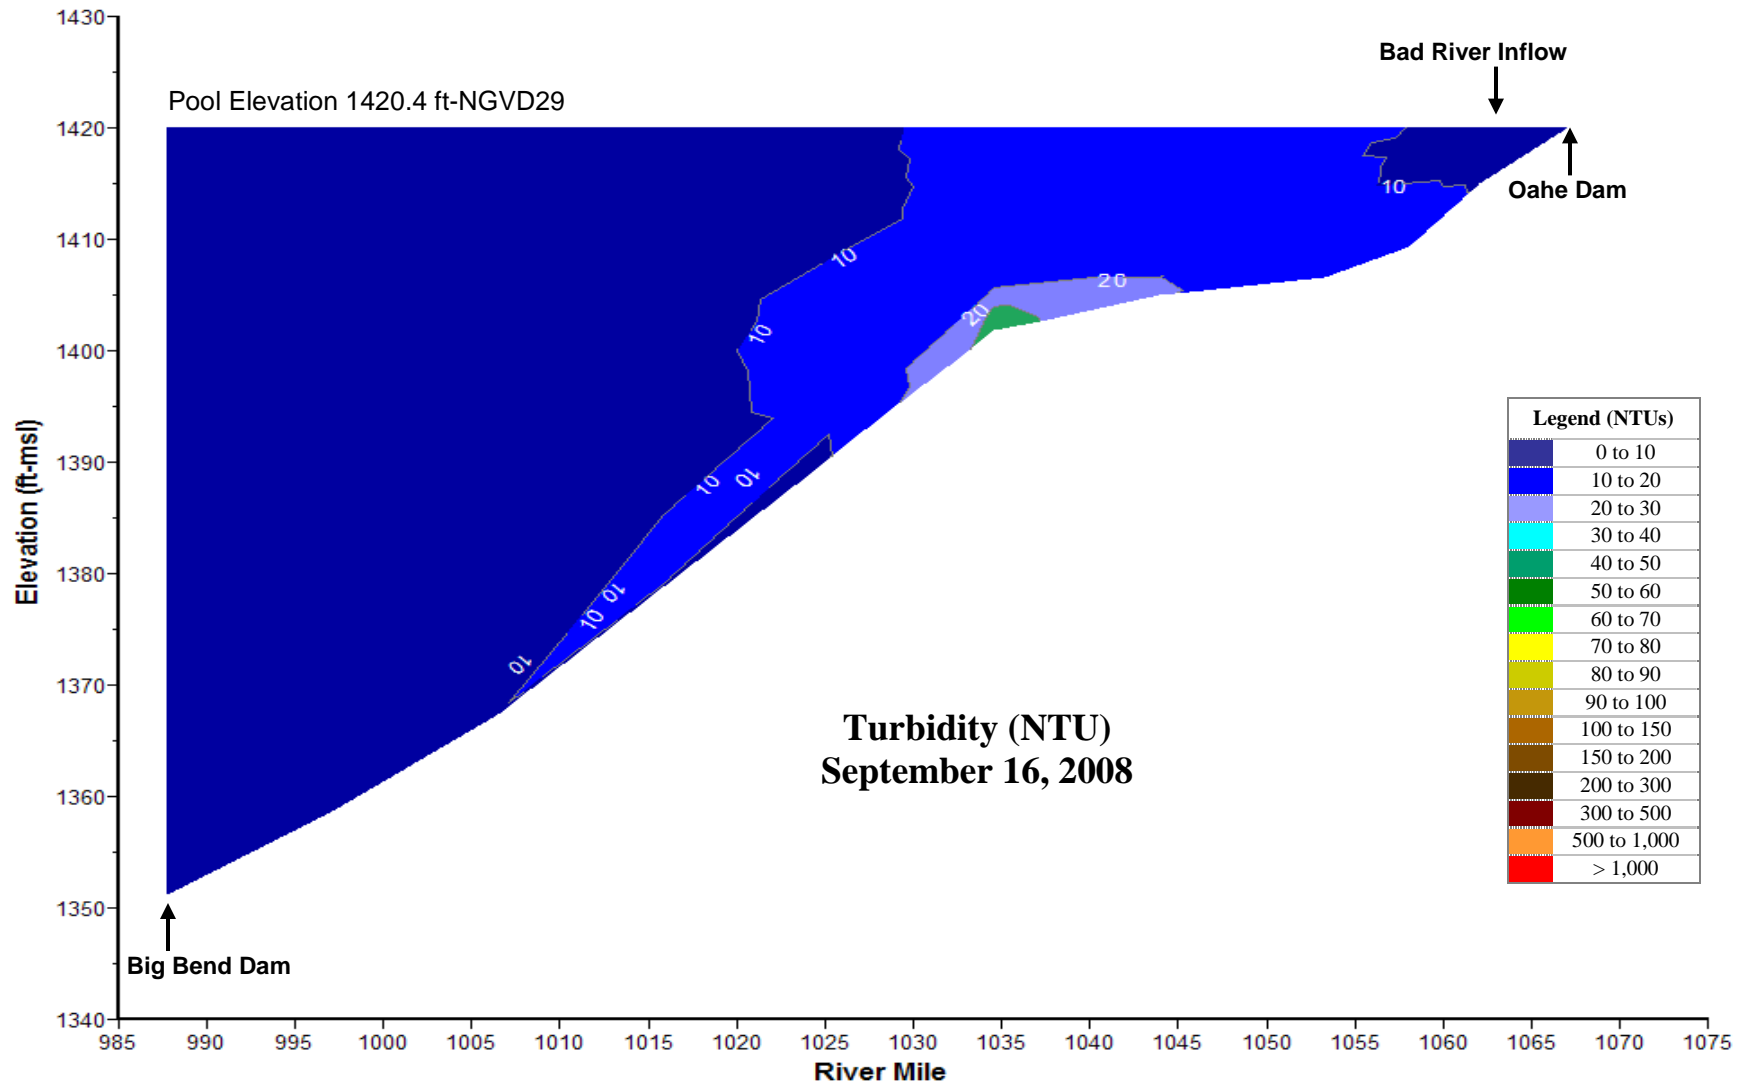 1430
1420
1410
1400
1390
1380
1370
1360
1350
1340
Elevation (ft-msl)
Pool Elevation 1420.4 ft-NGVD29
Bad River Inflow
Oahe Dam
Big Bend Dam
10
10
10
10
10
10
10
10
20
20
Turbidity (NTU)
September 16, 2008
Legend (NTUs)
0 to 10
10 to 20
20 to 30
30 to 40
40 to 50
50 to 60
60 to 70
70 to 80
80 to 90
90 to 100
100 to 150
150 to 200
200 to 300
300 to 500
500 to 1,000
> 1,000
985 990 995 1000 1005 1010 1015 1020 1025 1030 1035 1040 1045 1050 1055 1060 1065 1070 1075
River Mile